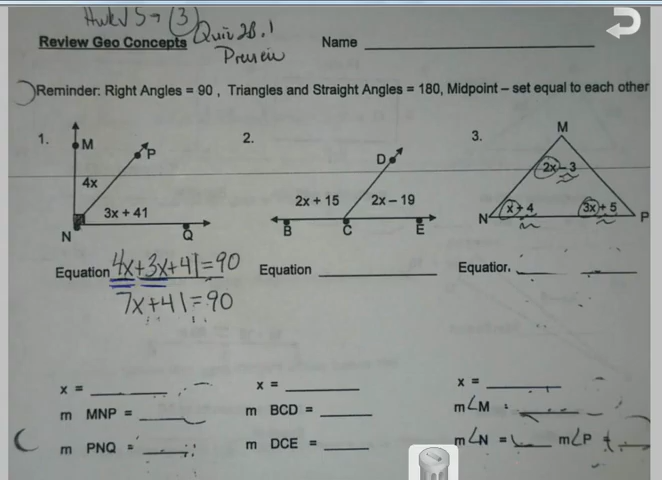 Hwk
5→(3)
Quiz 28.1
Review Geo Concepts
Preview
Name
Reminder: Right Angles = 90 , Triangles and Straight Angles = 180, Midpoint – set equal to each other
1.
2.
3.
M
P
4x
3x + 41
N
Q
D
2x + 15
2x – 19
B
C
E
M
2x – 3
x + 4
3x + 5
N
P
Equation 4x+3x+41=90
7x+41=90
Equation
Equation
x =
x =
x =
m MNP =
m BCD =
m∠M =
m PNQ =
m DCE =
m∠N = m∠P =